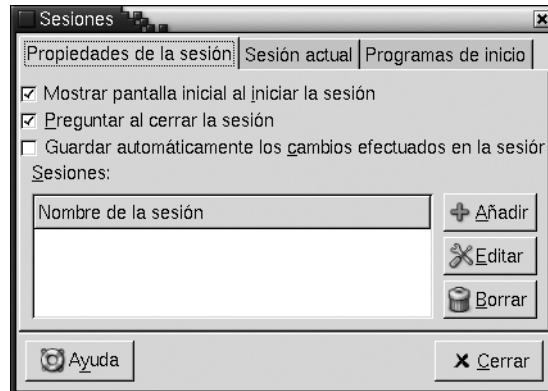 Sesiones
Propiedades de la sesión Sesión actual Programas de inicio
Mostrar pantalla inicial al iniciar la sesión
Preguntar al cerrar la sesión
Guardar automáticamente los cambios efectuados en la sesión
Sesiones:
Nombre de la sesión
Añadir
Editar
Borrar
Ayuda
Cerrar